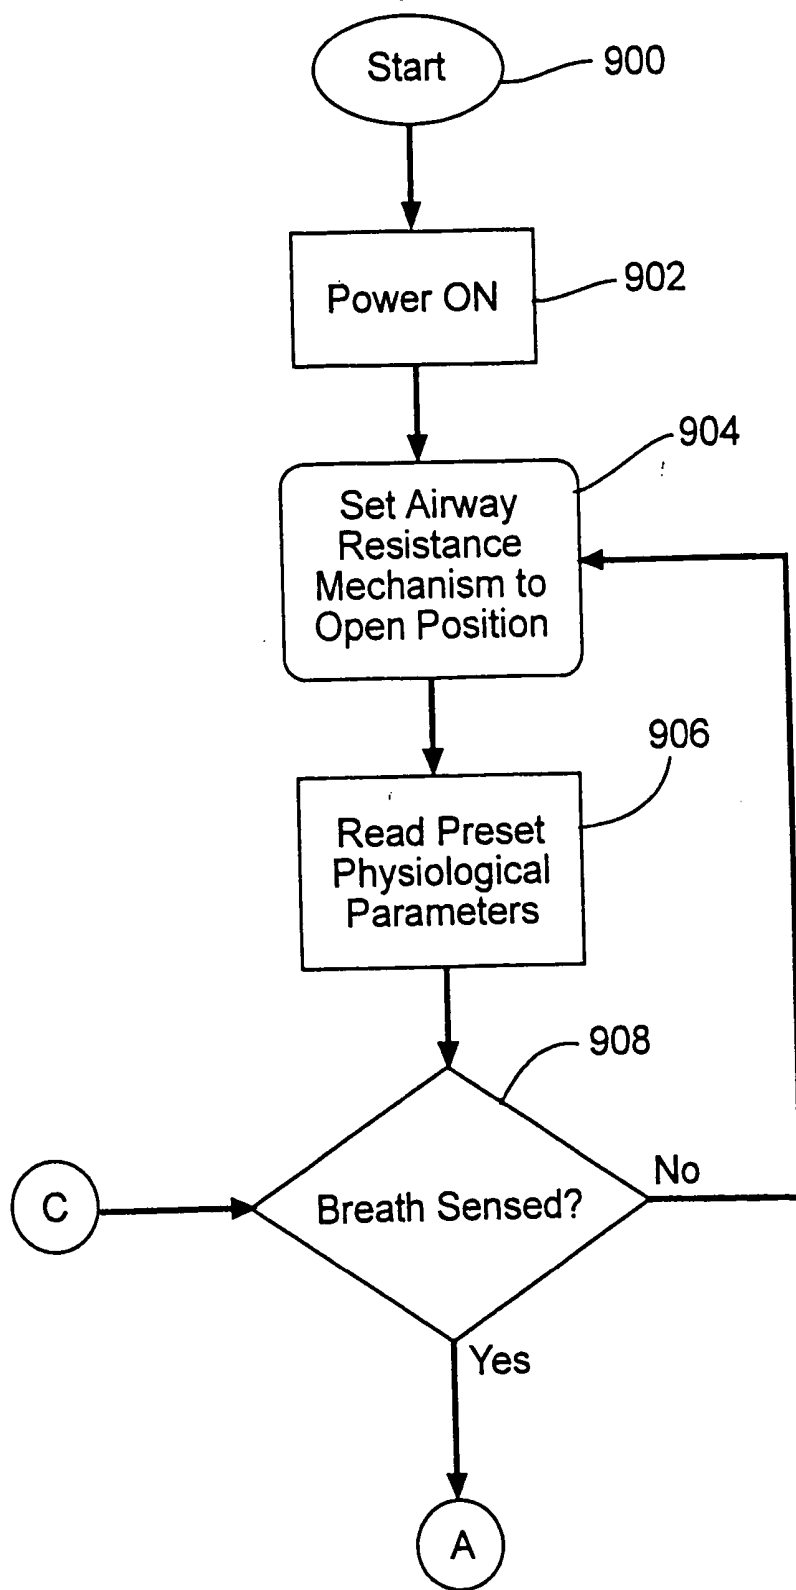 Start
900
Power ON
902
904
Set Airway
Resistance
Mechanism to
Open Position
906
Read Preset
Physiological
Parameters
908
C
Breath Sensed?
No
Yes
A